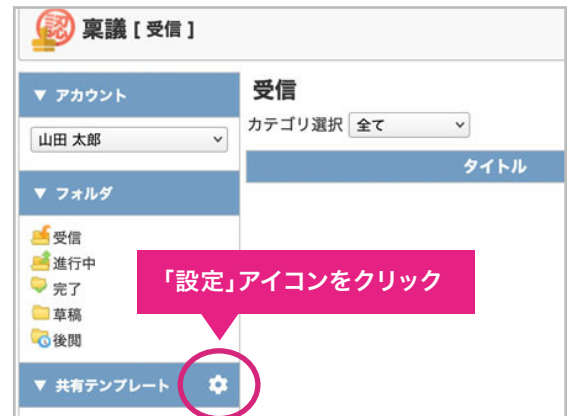 認 稟議 [ 受信 ]
▼ アカウント
山田 太郎
▼ フォルダ
受信
進行中
完了
草稿
後閲
▼ 共有テンプレート
受信
カテゴリ選択 全て
タイトル
「設定」アイコンをクリック